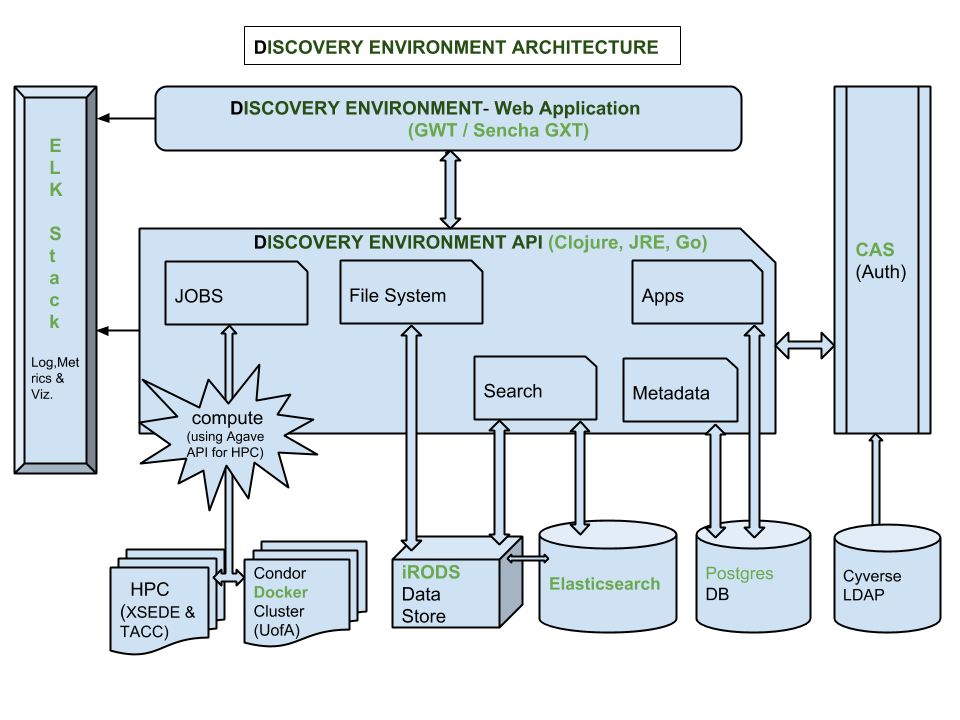 DISCOVERY ENVIRONMENT ARCHITECTURE
DISCOVERY ENVIRONMENT- Web Application
(GWT / Sencha GXT)
E
L
K
S
t
a
c
k
Log,Met
rics &
Viz.
DISCOVERY ENVIRONMENT API (Clojure, JRE, Go)
JOBS
File System
Apps
Search
Metadata
CAS
(Auth)
compute
(using Agave
API for HPC)
HPC
(XSEDE &
TACC)
Condor
Docker
Cluster
(UofA)
iRODS
Data
Store
Elasticsearch
Postgres
DB
Cyverse
LDAP